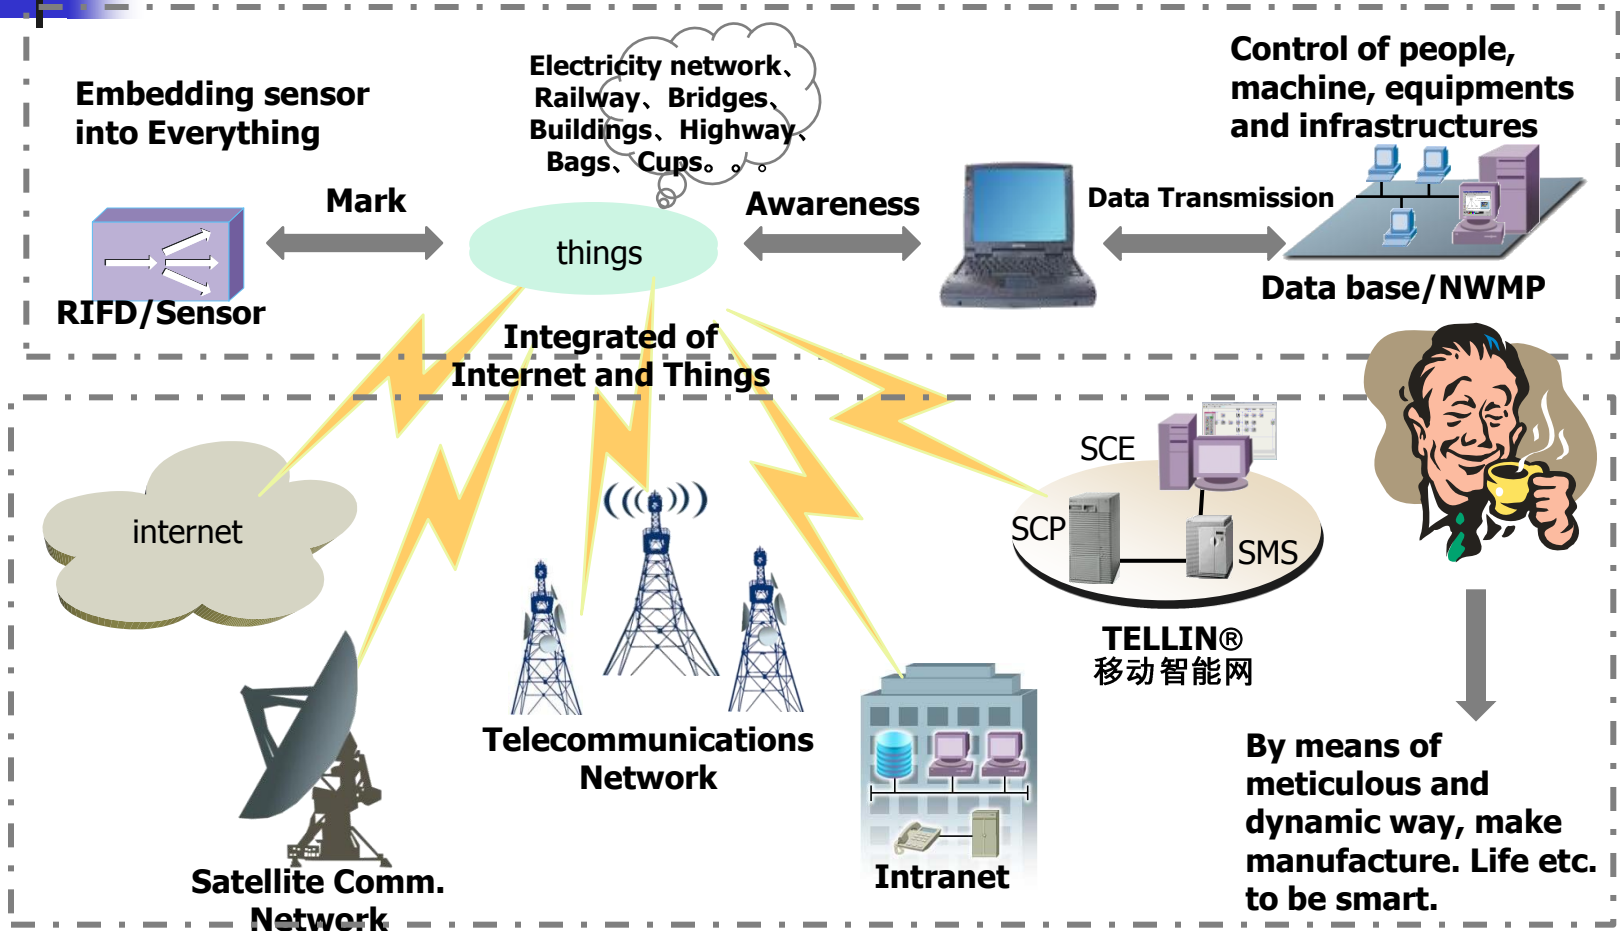 Embedding sensor
into Everything
Electricity network、
Railway、Bridges、
Buildings、Highway、
Bags、Cups。。。
Control of people,
machine, equipments
and infrastructures
Mark
things
Awareness
Data Transmission
RIFD/Sensor
Data base/NWMP
Integrated of
Internet and Things
internet
SCE
SCP
SMS
TELLIN®
移动智能网
Telecommunications
Network
Satellite Comm.
Network
Intranet
By means of
meticulous and
dynamic way, make
manufacture. Life etc.
to be smart.